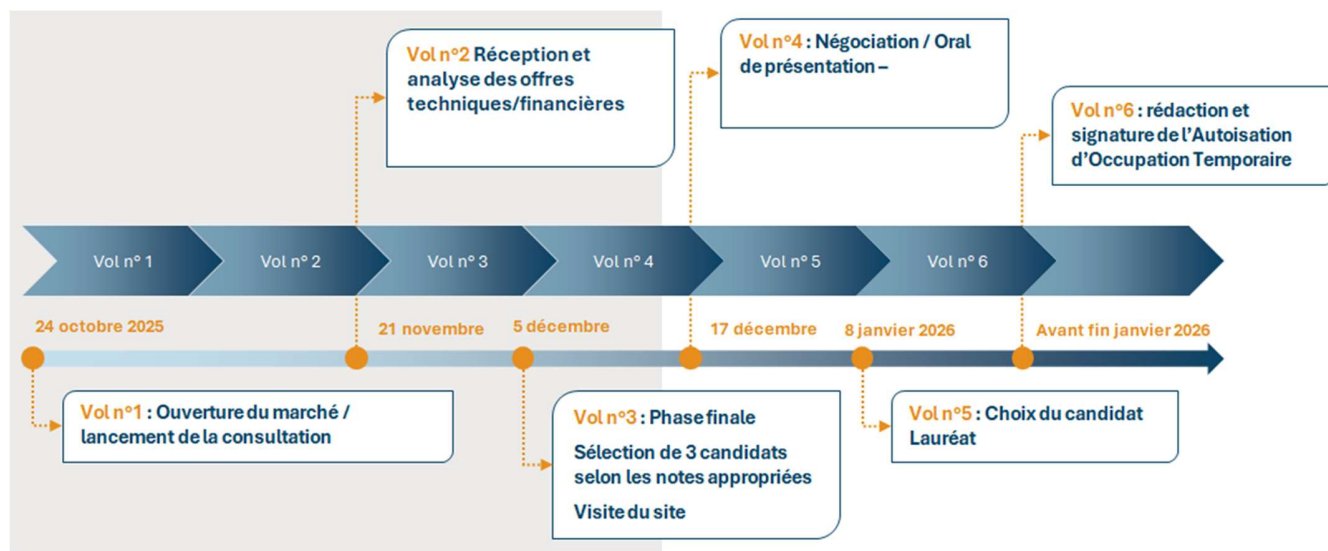 Vol n°2 Réception et
analyse des offres
techniques/financières
Vol n°4 : Négociation / Oral
de présentation –
Vol n°6 : rédaction et
signature de l'Autoisation
d'Occupation Temporaire
Vol n° 1
Vol n° 2
Vol n° 3
Vol n° 4
Vol n° 5
Vol n° 6
24 octobre 2025
21 novembre
5 décembre
17 décembre
8 janvier 2026
Avant fin janvier 2026
Vol n°1 : Ouverture du marché /
lancement de la consultation
Vol n°3 : Phase finale
Sélection de 3 candidats
selon les notes appropriées
Visite du site
Vol n°5 : Choix du candidat
Lauréat